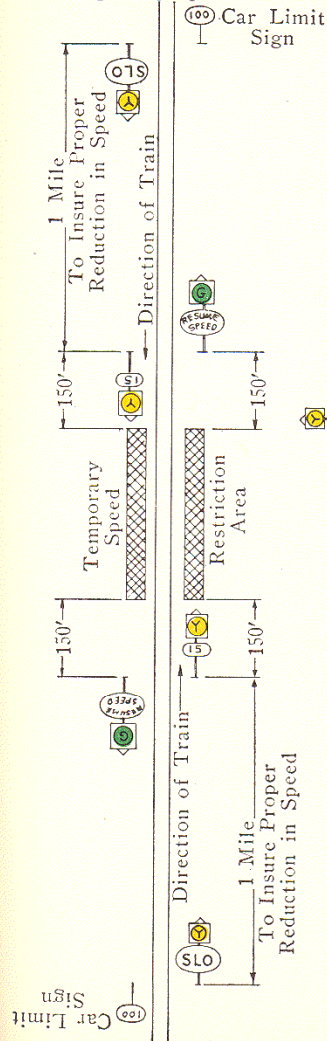 100 Car Limit
Sign
SLO
Y
1 Mile
To Insure Proper
Reduction in Speed
Direction of Train
G
RESUME
SPEED
15
Y
150'
150'
Y
Temporary
Speed
Restriction
Area
150'
150'
Y
15
RESUME
SPEED
G
Direction of Train
1 Mile
To Insure Proper
Reduction in Speed
Y
SLO
Car Limit
Sign
100